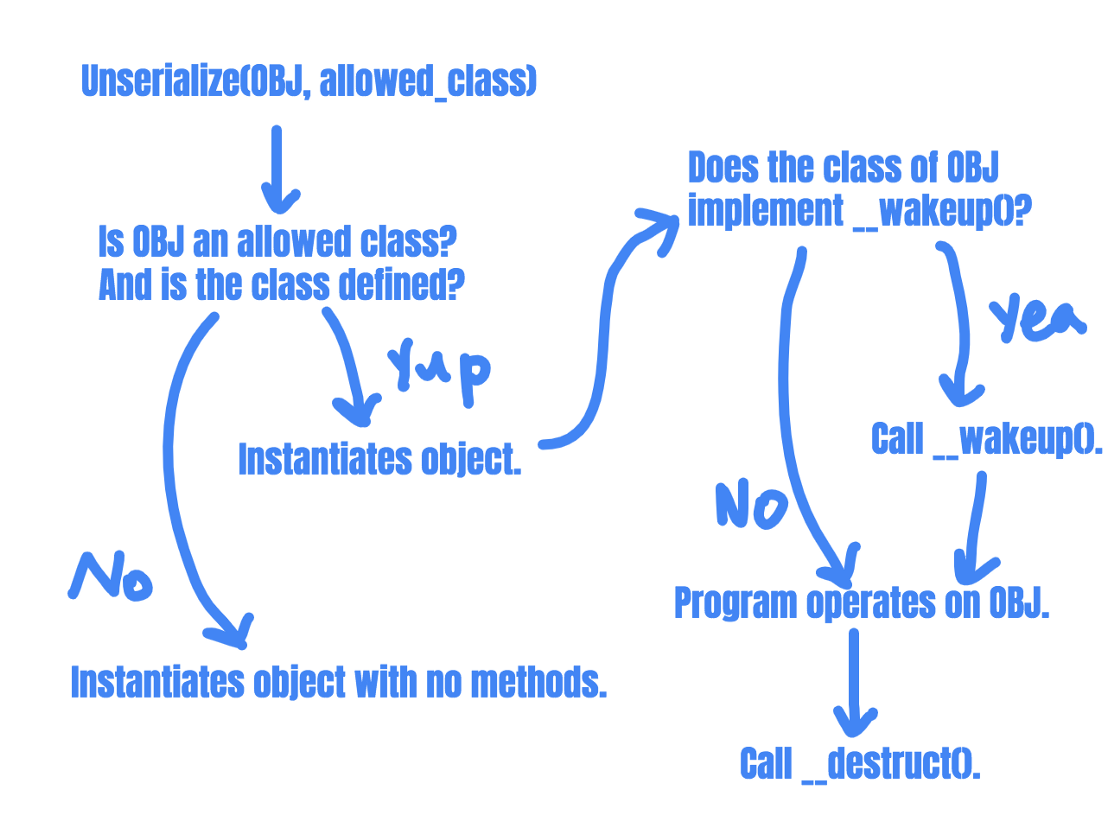 Unserialize(OBJ, allowed_class)
Is OBJ an allowed class?
And is the class defined?
Yup
Instantiates object.
No
Instantiates object with no methods.
Does the class of OBJ
implement __wakeup()?
Yea
Call __wakeup().
No
Program operates on OBJ.
Call __destruct().